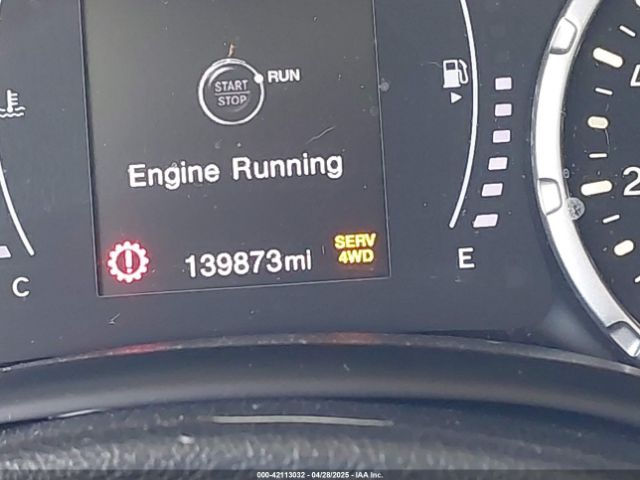 START
STOP
RUN
Engine Running
139873mi
SERV
4WD
C
E
2
000-42113032 - 04/28/2025 - IAA Inc.